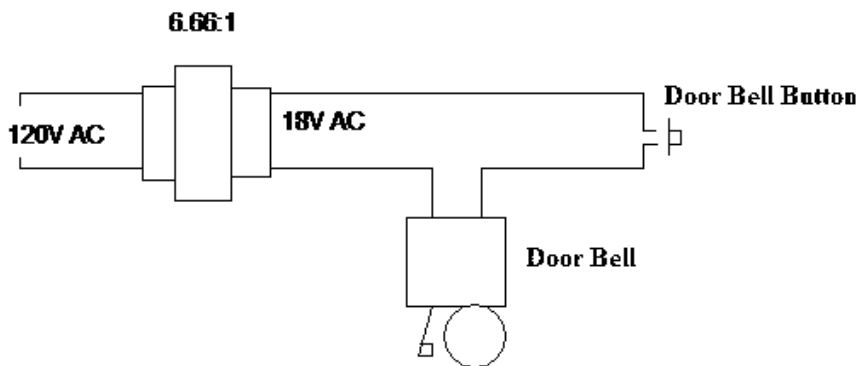 6.66:1
120V AC
18V AC
Door Bell Button
Door Bell